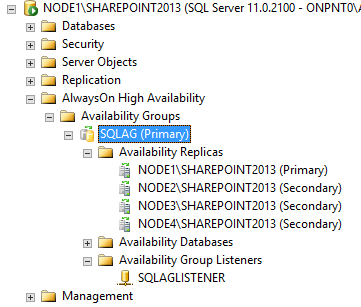 NODE1\SHAREPOINT2013 (SQL Server 11.0.2100 - ONPNT0\
Databases
Security
Server Objects
Replication
AlwaysOn High Availability
Availability Groups
SQLAG (Primary)
Availability Replicas
NODE1\SHAREPOINT2013 (Primary)
NODE2\SHAREPOINT2013 (Secondary)
NODE3\SHAREPOINT2013 (Secondary)
NODE4\SHAREPOINT2013 (Secondary)
Availability Databases
Availability Group Listeners
SQLAGLISTENER
Management